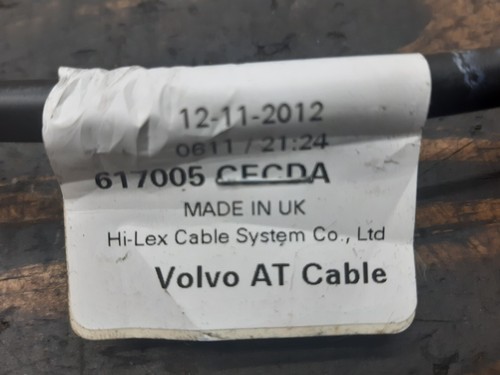 12-11-2012
0611 / 21:24
617005 CECDA
MADE IN UK
Hi-Lex Cable System Co., Ltd
Volvo AT Cable